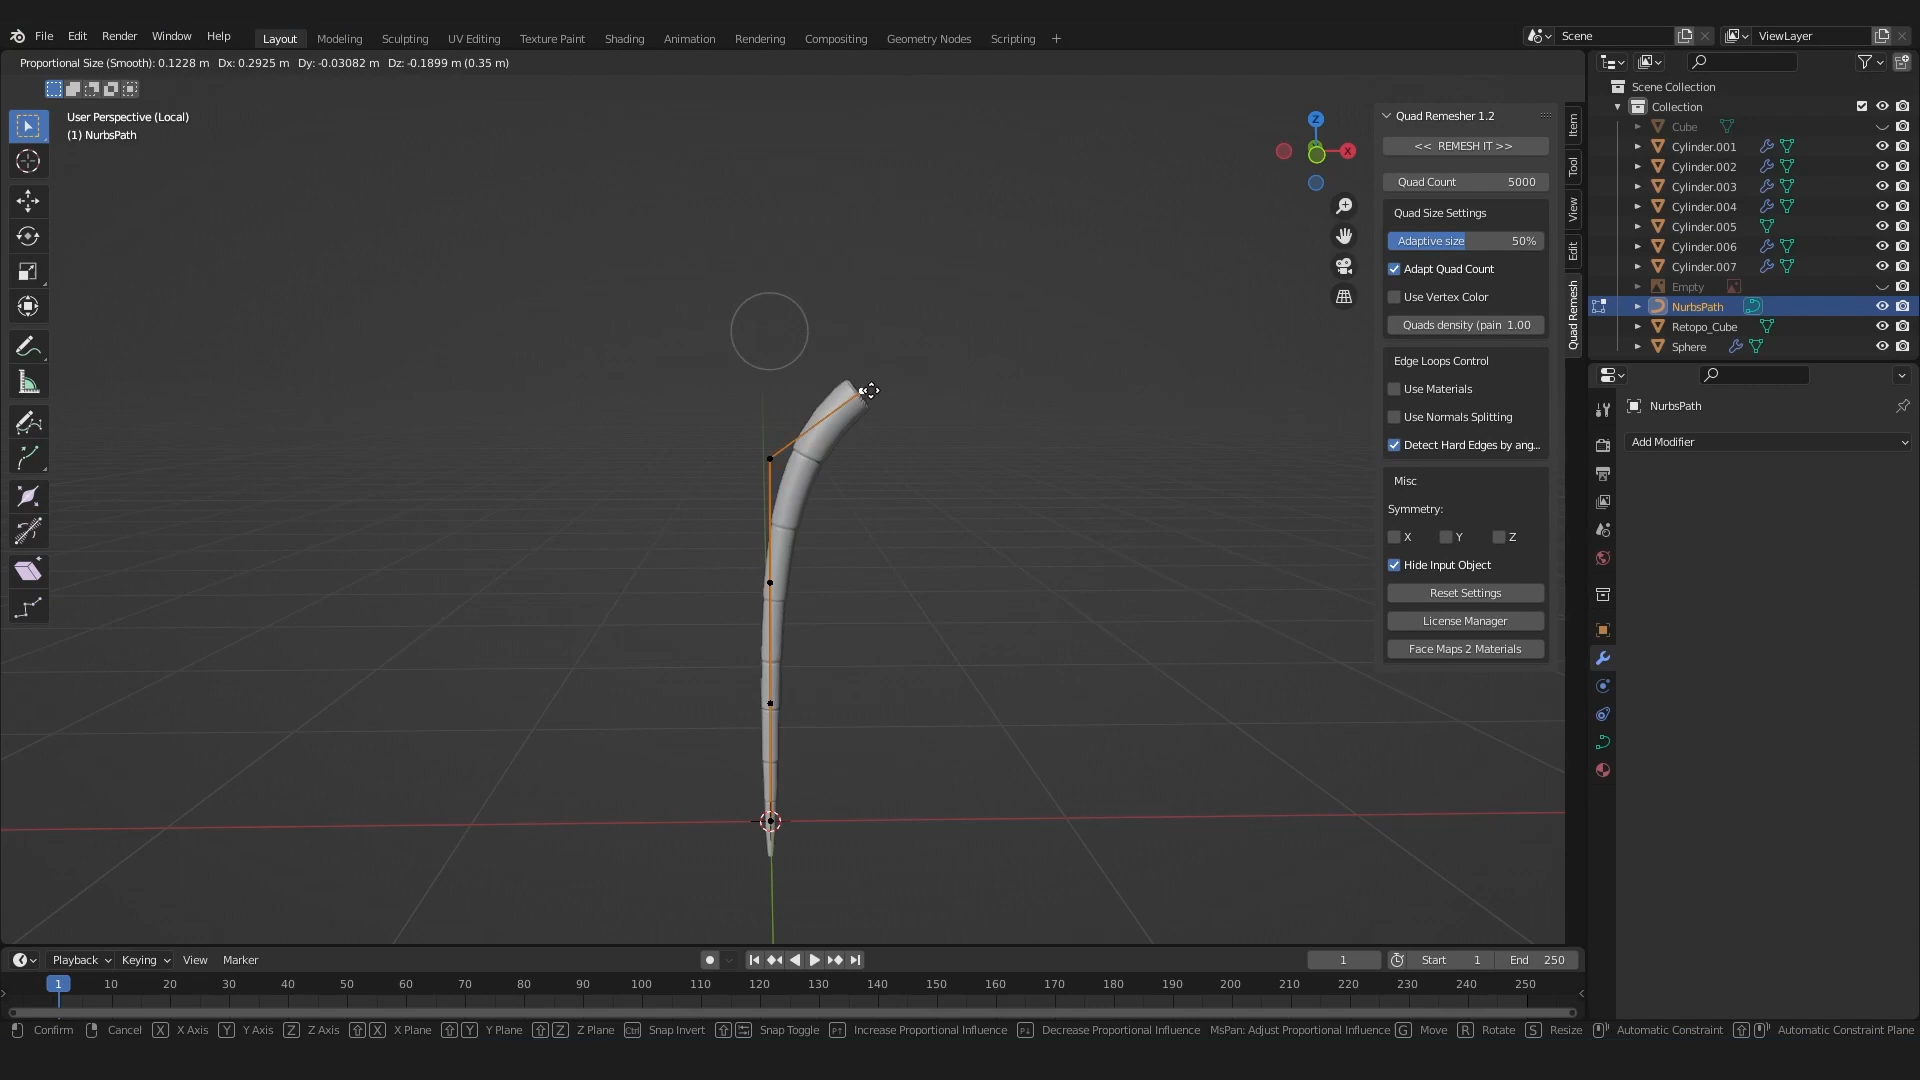 File Edit Render Window Help Layout Modeling Sculpting UV Editing Texture Paint Shading Animation Rendering Compositing Geometry Nodes Scripting + Scene ViewLayer
Proportional Size (Smooth): 0.1228 m Dx: 0.2925 m Dy: -0.03082 m Dz: -0.1899 m (0.35 m)
User Perspective (Local)
(1) NurbsPath
Z
X
Quad Remesher 1.2
<< REMESH IT >>
Quad Count 5000
Quad Size Settings
Adaptive size 50%
Adapt Quad Count
Use Vertex Color
Quads density (pain 1.00
Edge Loops Control
Use Materials
Use Normals Splitting
Detect Hard Edges by ang...
Misc
Symmetry:
X Y Z
Hide Input Object
Reset Settings
License Manager
Face Maps 2 Materials
Item
Tool
View
Edit
Quad Remesh
Scene Collection
Collection
Cube
Cylinder.001
Cylinder.002
Cylinder.003
Cylinder.004
Cylinder.005
Cylinder.006
Cylinder.007
Empty
NurbsPath
Retopo_Cube
Sphere
NurbsPath
Add Modifier
Playback Keying View Marker 1 Start 1 End 250
1 10 20 30 40 50 60 70 80 90 100 110 120 130 140 150 160 170 180 190 200 210 220 230 240 250
Confirm Cancel X X Axis Y Y Axis Z Z Axis X X Plane Y Y Plane Z Z Plane Ctrl Snap Invert Snap Toggle P↑ Increase Proportional Influence P↓ Decrease Proportional Influence MsPan: Adjust Proportional Influence G Move R Rotate S Resize Automatic Constraint Automatic Constraint Plane